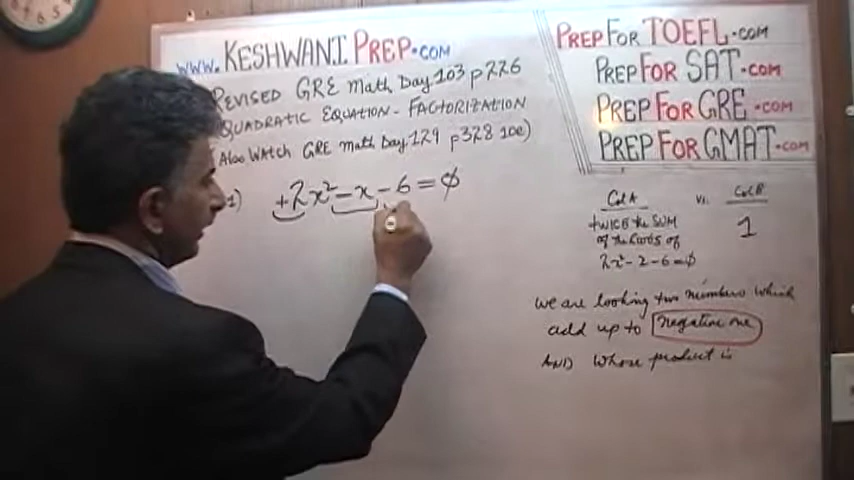 www. KESHWANI PREP.COM
REVISED GRE Math Day 103 p226
QUADRATIC EQUATION - FACTORIZATION
(Also WATCH GRE Math Day 129 p328 10e)
1) +2x² - x - 6 = ∅
PREP FOR TOEFL.COM
PREP FOR SAT.COM
PREP FOR GRE.COM
PREP FOR GMAT.COM
Col A vs. Col B
twice the SUM
of the roots of
2x² - 2 - 6 = ∅
1
we are looking two numbers which
add up to negative one
AND whose product is